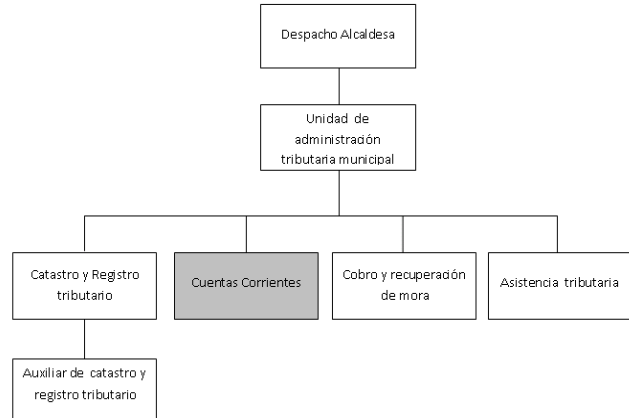 Despacho Alcaldesa
Unidad de
administración
tributaria municipal
Catastro y Registro
tributario
Cuentas Corrientes
Cobro y recuperación
de mora
Asistencia tributaria
Auxiliar de catastro y
registro tributario